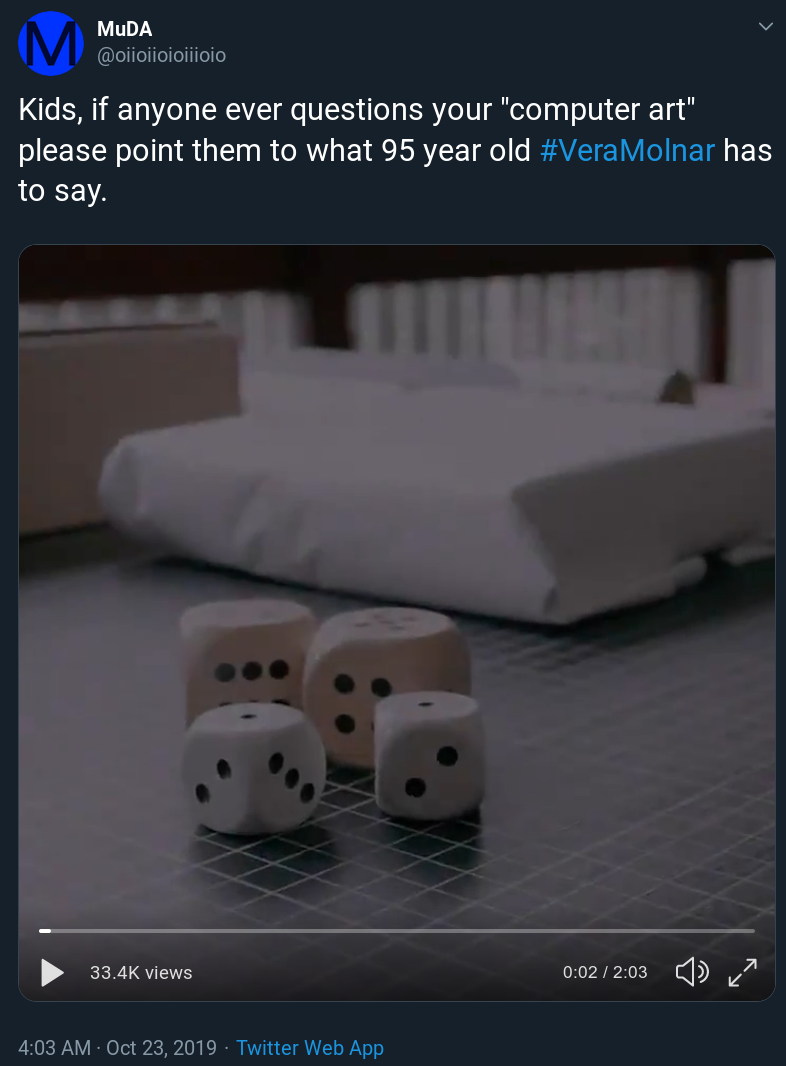 M
MuDA
@oiioiioioiiioio
Kids, if anyone ever questions your "computer art"
please point them to what 95 year old #VeraMolnar has
to say.
33.4K views
0:02 / 2:03
4:03 AM · Oct 23, 2019 · Twitter Web App